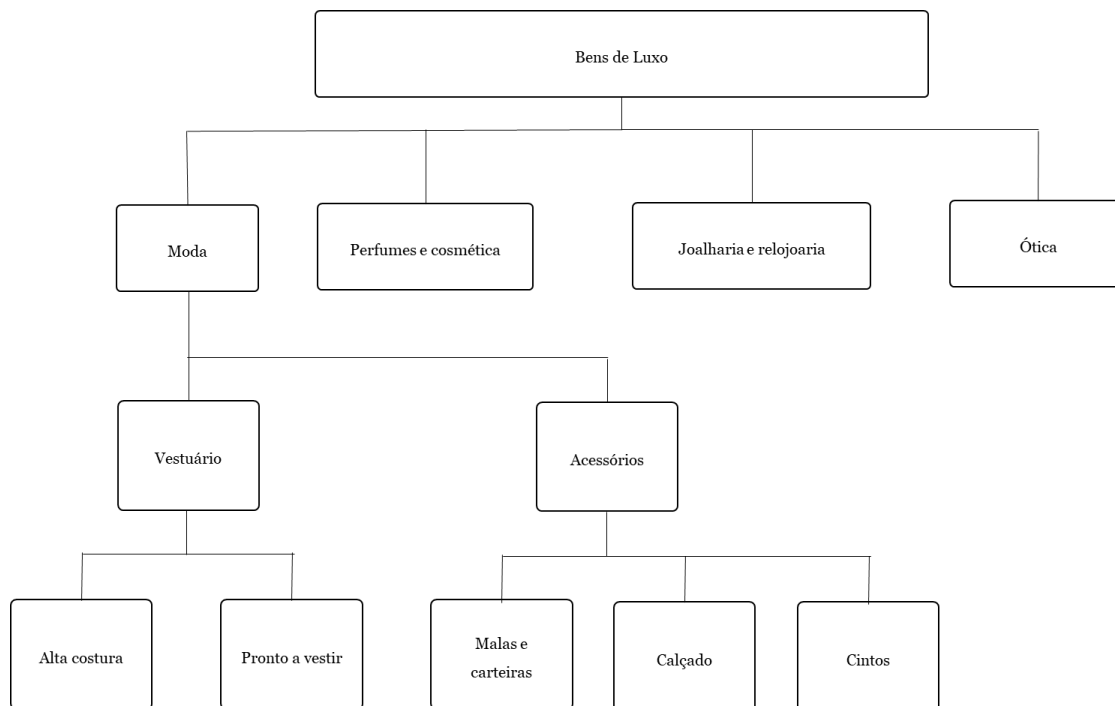 Bens de Luxo
Moda
Perfumes e cosmética
Joalharia e relojoaria
Ótica
Vestuário
Acessórios
Alta costura
Pronto a vestir
Malas e
carteiras
Calçado
Cintos